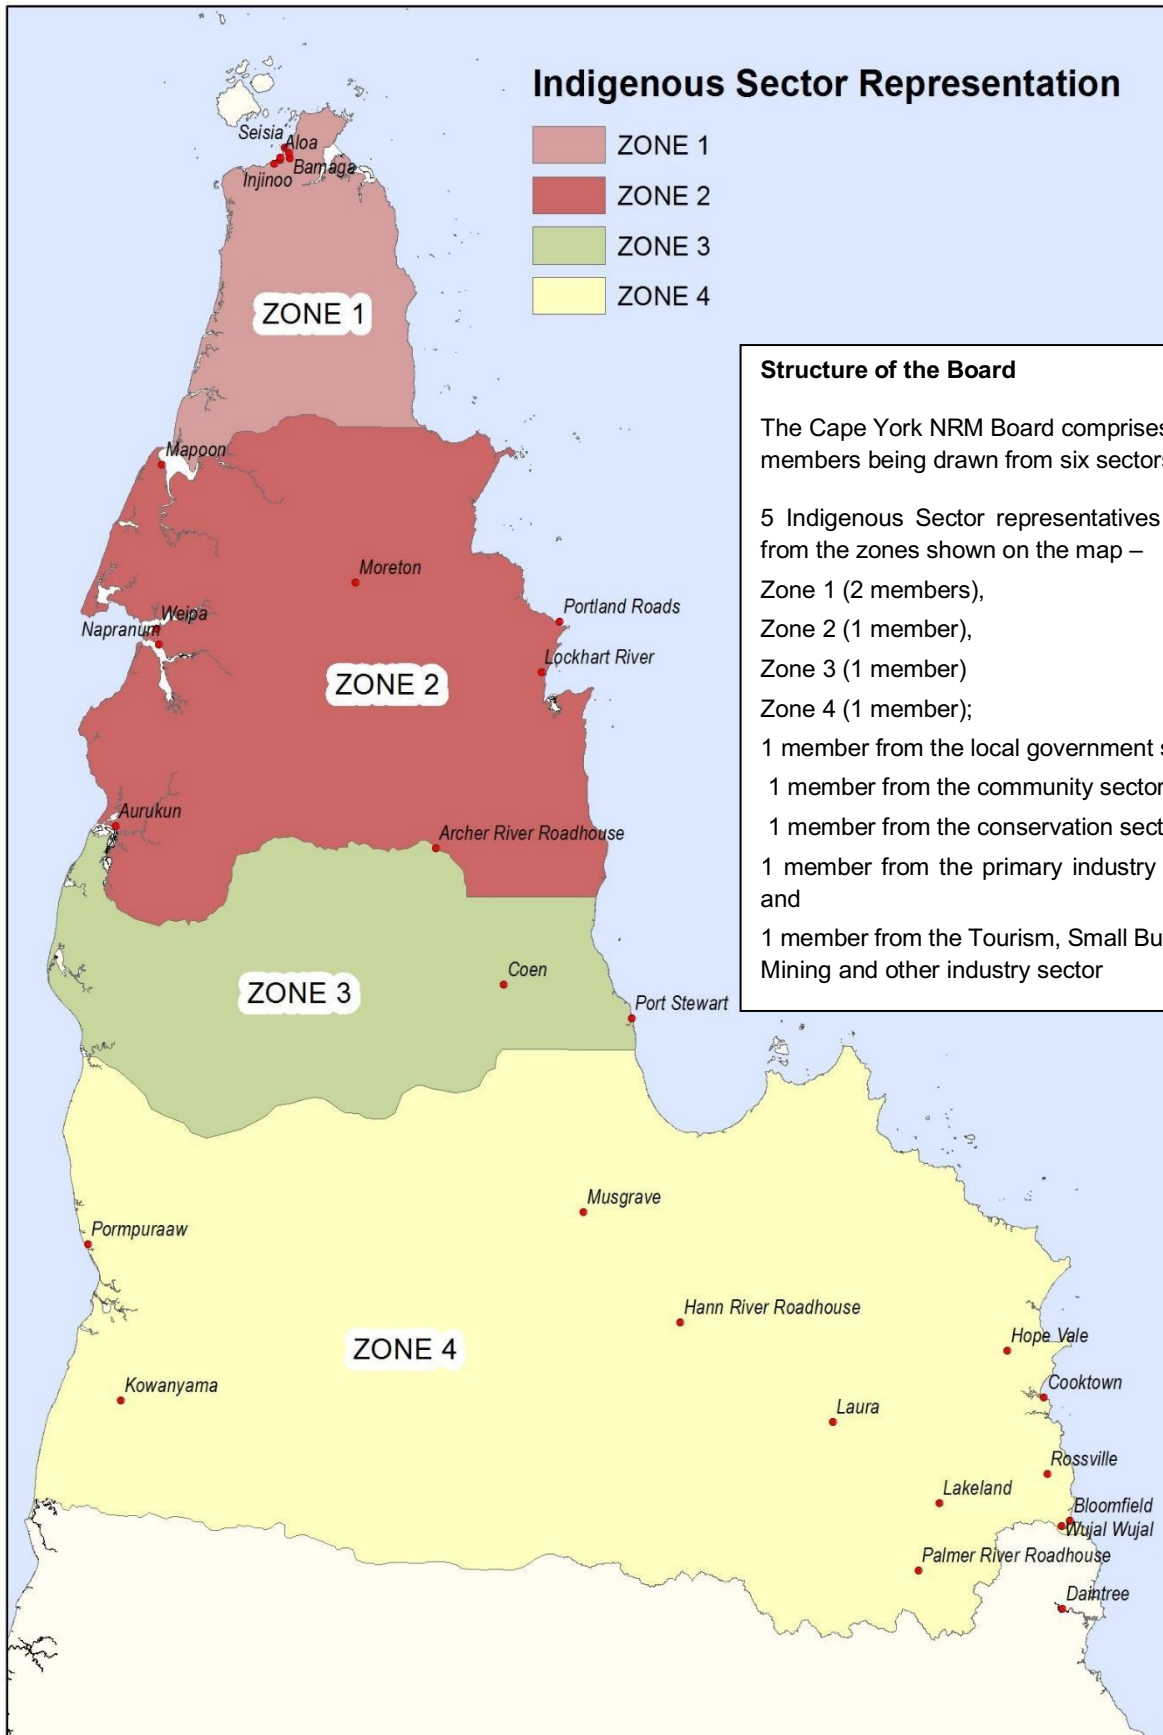 Indigenous Sector Representation
ZONE 1
ZONE 2
ZONE 3
ZONE 4
Seisia
Aloa
Bamaga
Injinoo
ZONE 1
Structure of the Board
The Cape York NRM Board comprises
members being drawn from six sectors
5 Indigenous Sector representatives
from the zones shown on the map –
Zone 1 (2 members),
Zone 2 (1 member),
Zone 3 (1 member)
Zone 4 (1 member);
1 member from the local government s
1 member from the community sector
1 member from the conservation sect
1 member from the primary industry
and
1 member from the Tourism, Small Bu
Mining and other industry sector
Mapoon
Moreton
Portland Roads
Weipa
Napranum
Lockhart River
ZONE 2
Aurukun
Archer River Roadhouse
Coen
ZONE 3
Port Stewart
Musgrave
Pormpuraaw
Hann River Roadhouse
Hope Vale
ZONE 4
Kowanyama
Cooktown
Laura
Rossville
Lakeland
Bloomfield
Wujal Wujal
Palmer River Roadhouse
Daintree